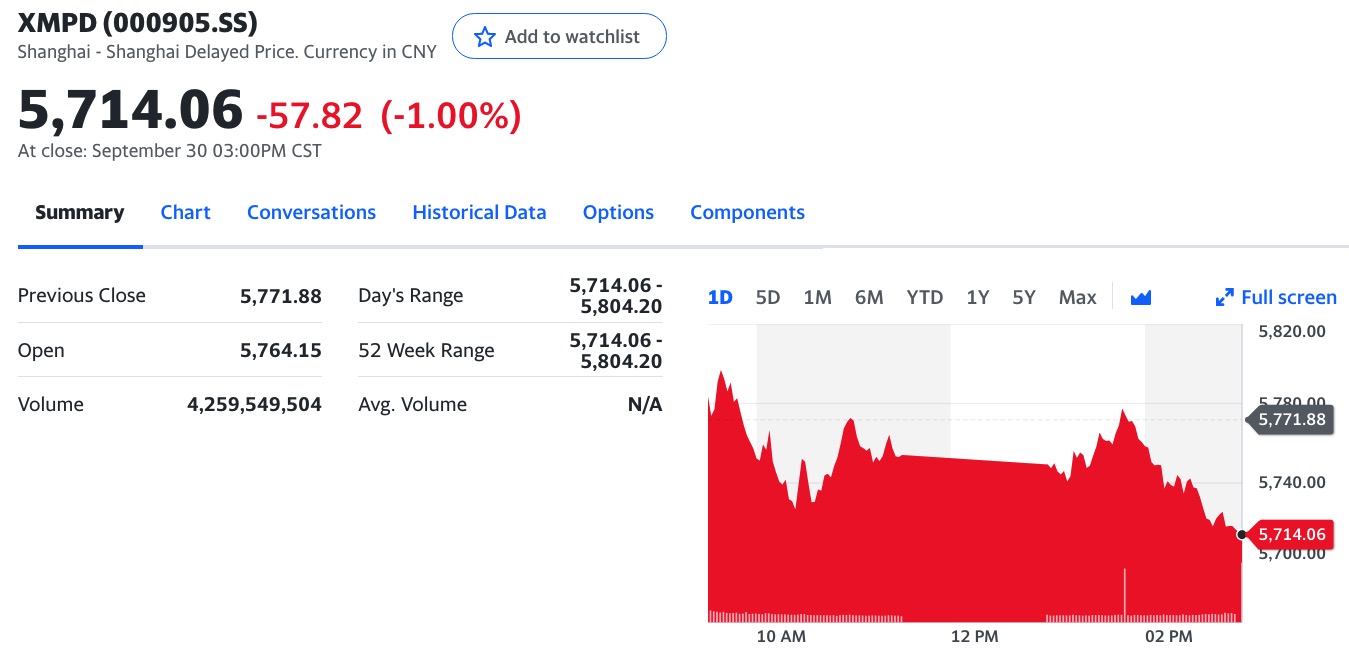 XMPD (000905.SS)
Shanghai - Shanghai Delayed Price. Currency in CNY
Add to watchlist
5,714.06 -57.82 (-1.00%)
At close: September 30 03:00PM CST
Summary Chart Conversations Historical Data Options Components
Previous Close 5,771.88
Open 5,764.15
Volume 4,259,549,504
Day's Range 5,714.06 -
5,804.20
52 Week Range 5,714.06 -
5,804.20
Avg. Volume N/A
1D 5D 1M 6M YTD 1Y 5Y Max Full screen
5,820.00
5,780.00
5,771.88
5,740.00
5,714.06
5,700.00
10 AM 12 PM 02 PM